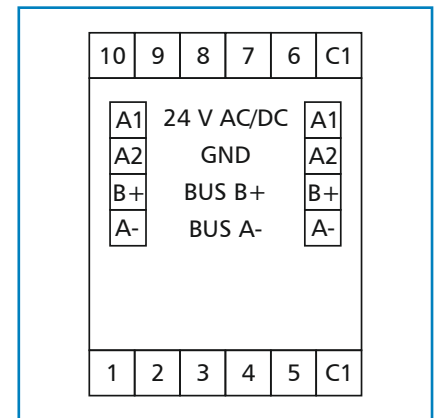 10 9 8 7 6 C1
A1 24 V AC/DC A1
A2 GND A2
B+ BUS B+ B+
A- BUS A- A-
1 2 3 4 5 C1